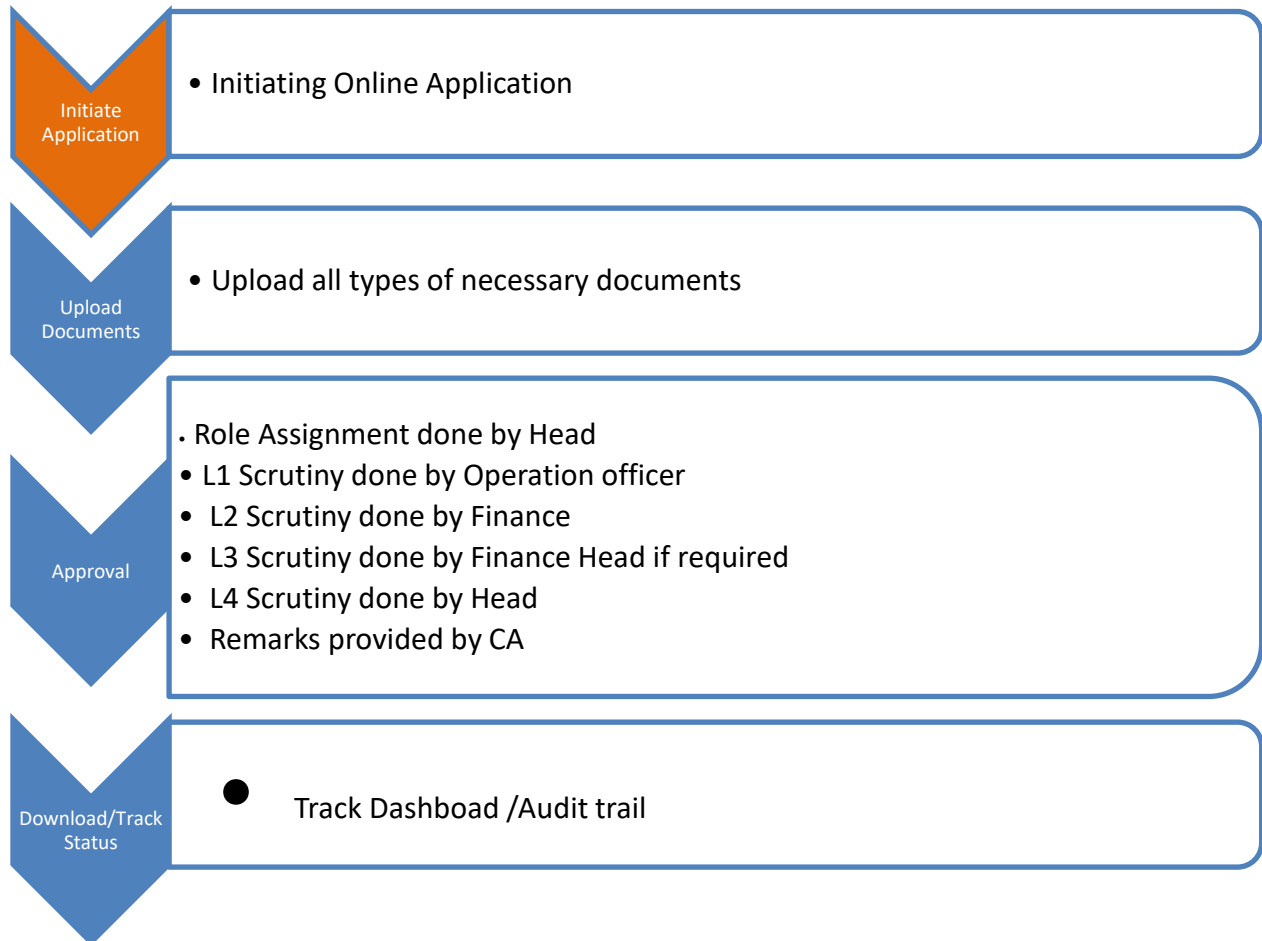 Initiate
Application
• Initiating Online Application
Upload
Documents
• Upload all types of necessary documents
Approval
• Role Assignment done by Head
• L1 Scrutiny done by Operation officer
• L2 Scrutiny done by Finance
• L3 Scrutiny done by Finance Head if required
• L4 Scrutiny done by Head
• Remarks provided by CA
Download/Track
Status
• Track Dashboad /Audit trail